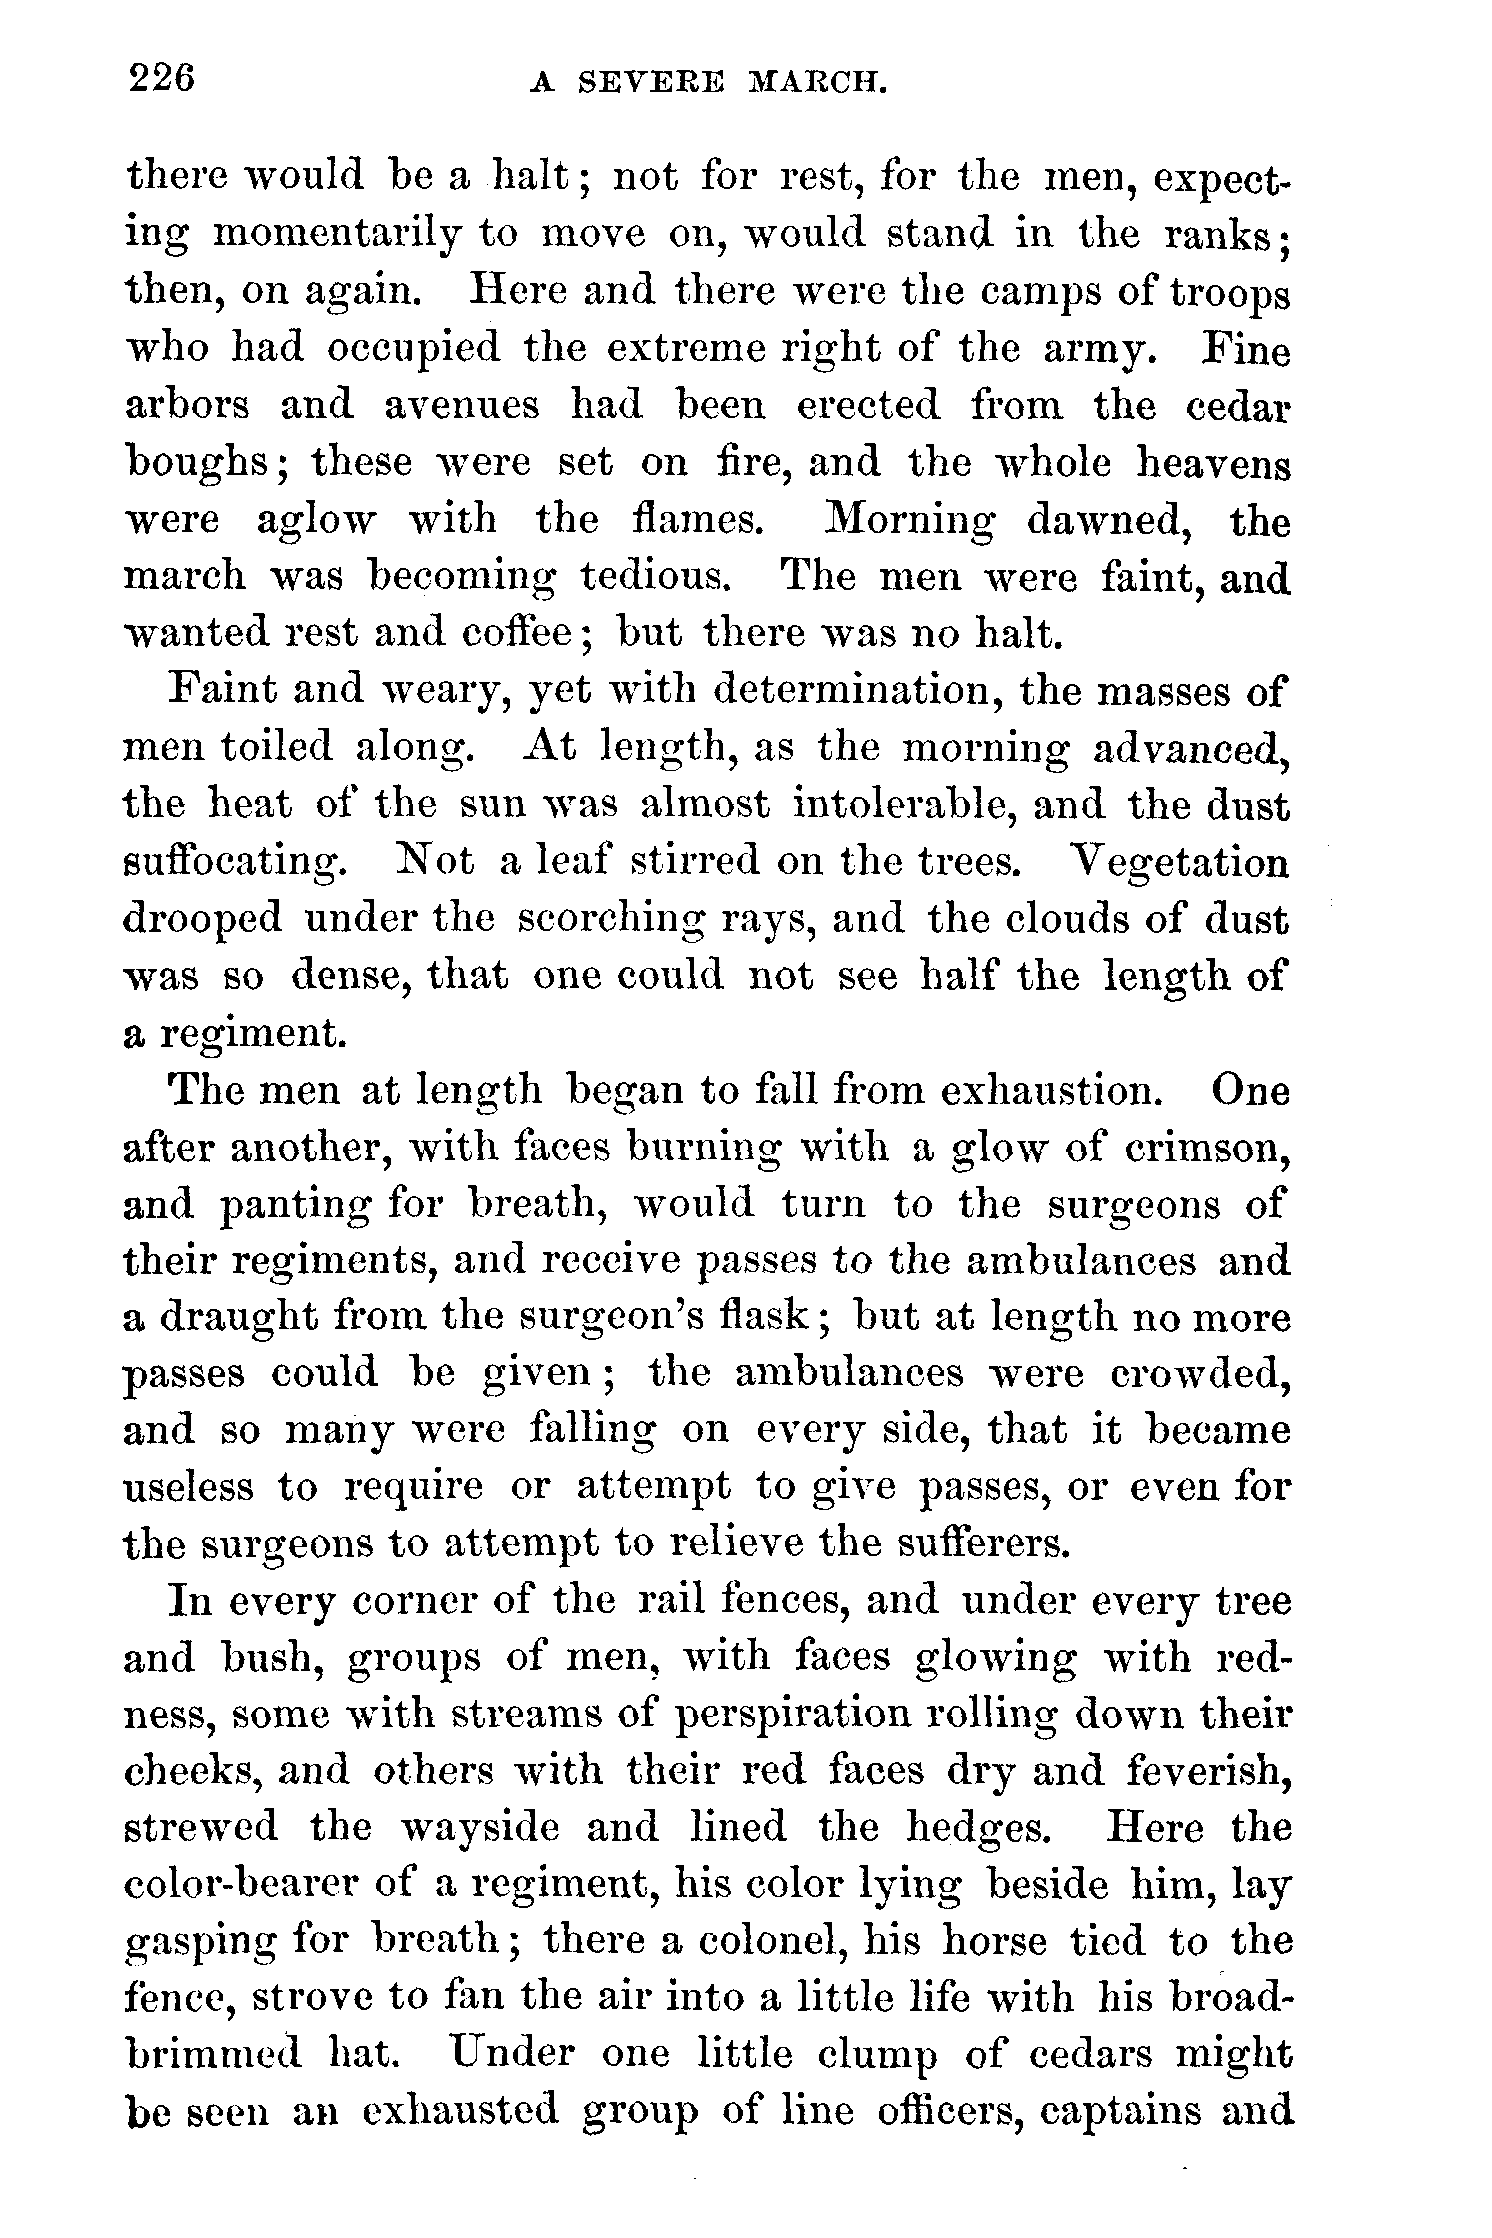 226 A SEVERE MARCH.
there would be a halt; not for rest, for the men, expect-
ing momentarily to move on, would stand in the ranks;
then, on again. Here and there were the camps of troops
who had occupied the extreme right of the army. Fine
arbors and avenues had been erected from the cedar
boughs; these were set on fire, and the whole heavens
were aglow with the flames. Morning dawned, the
march was becoming tedious. The men were faint, and
wanted rest and coffee; but there was no halt.
Faint and weary, yet with determination, the masses of
men toiled along. At length, as the morning advanced,
the heat of the sun was almost intolerable, and the dust
suffocating. Not a leaf stirred on the trees. Vegetation
drooped under the scorching rays, and the clouds of dust
was so dense, that one could not see half the length of
a regiment.
The men at length began to fall from exhaustion. One
after another, with faces burning with a glow of crimson,
and panting for breath, would turn to the surgeons of
their regiments, and receive passes to the ambulances and
a draught from the surgeon's flask; but at length no more
passes could be given; the ambulances were crowded,
and so many were falling on every side, that it became
useless to require or attempt to give passes, or even for
the surgeons to attempt to relieve the sufferers.
In every corner of the rail fences, and under every tree
and bush, groups of men, with faces glowing with red-
ness, some with streams of perspiration rolling down their
cheeks, and others with their red faces dry and feverish,
strewed the wayside and lined the hedges. Here the
color-bearer of a regiment, his color lying beside him, lay
gasping for breath; there a colonel, his horse tied to the
fence, strove to fan the air into a little life with his broad-
brimmed hat. Under one little clump of cedars might
be seen an exhausted group of line officers, captains and